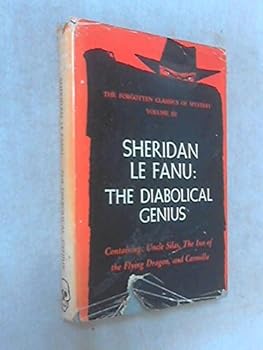 THE FORGOTTEN CLASSICS OF MYSTERY
VOLUME III
SHERIDAN
LE FANU:
THE DIABOLICAL
GENIUS
Containing: Uncle Silas, The Inn of
the Flying Dragon, and Carmilla